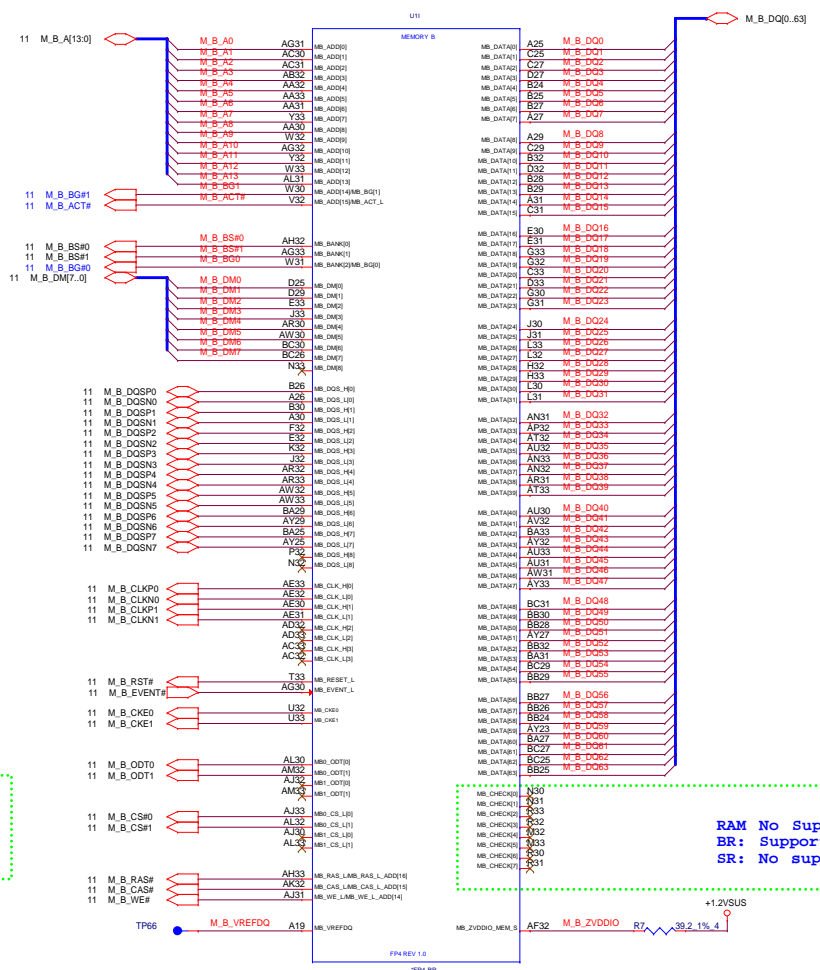 U1I
MEMORY B
M_B_DQ[0..63]
11 M_B_A[13:0]
M_B_A0 AG31 MB_ADD[0]
M_B_A1 AC30 MB_ADD[1]
M_B_A2 AC31 MB_ADD[2]
M_B_A3 AB32 MB_ADD[3]
M_B_A4 AA32 MB_ADD[4]
M_B_A5 AA33 MB_ADD[5]
M_B_A6 AA31 MB_ADD[6]
M_B_A7 Y33 MB_ADD[7]
M_B_A8 AA30 MB_ADD[8]
M_B_A9 W32 MB_ADD[9]
M_B_A10 AG32 MB_ADD[10]
M_B_A11 Y32 MB_ADD[11]
M_B_A12 W33 MB_ADD[12]
M_B_A13 AL31 MB_ADD[13]
11 M_B_BG#1 M_B_BG1 W30 MB_ADD[14]/MB_BG[1]
11 M_B_ACT# M_B_ACT# V32 MB_ADD[15]/MB_ACT_L
11 M_B_BS#0 M_B_BS#0 AH32 MB_BANK[0]
11 M_B_BS#1 M_B_BS#1 AG33 MB_BANK[1]
11 M_B_BG#0 M_B_BG0 W31 MB_BANK[2]/MB_BG[0]
11 M_B_DM[7..0]
M_B_DM0 D25 MB_DM[0]
M_B_DM1 D29 MB_DM[1]
M_B_DM2 E33 MB_DM[2]
M_B_DM3 J33 MB_DM[3]
M_B_DM4 AR30 MB_DM[4]
M_B_DM5 AW30 MB_DM[5]
M_B_DM6 BC30 MB_DM[6]
M_B_DM7 BC26 MB_DM[7]
N33 MB_DM[8]
11 M_B_DQSP0 B26 MB_DQS_H[0]
11 M_B_DQSN0 A26 MB_DQS_L[0]
11 M_B_DQSP1 B30 MB_DQS_H[1]
11 M_B_DQSN1 A30 MB_DQS_L[1]
11 M_B_DQSP2 F32 MB_DQS_H[2]
11 M_B_DQSN2 E32 MB_DQS_L[2]
11 M_B_DQSP3 K32 MB_DQS_H[3]
11 M_B_DQSN3 J32 MB_DQS_L[3]
11 M_B_DQSP4 AR32 MB_DQS_H[4]
11 M_B_DQSN4 AR33 MB_DQS_L[4]
11 M_B_DQSP5 AW32 MB_DQS_H[5]
11 M_B_DQSN5 AW33 MB_DQS_L[5]
11 M_B_DQSP6 BA29 MB_DQS_H[6]
11 M_B_DQSN6 AY29 MB_DQS_L[6]
11 M_B_DQSP7 BA25 MB_DQS_H[7]
11 M_B_DQSN7 AY25 MB_DQS_L[7]
P32 MB_DQS_H[8]
N32 MB_DQS_L[8]
11 M_B_CLKP0 AE33 MB_CLK_H[0]
11 M_B_CLKN0 AE32 MB_CLK_L[0]
11 M_B_CLKP1 AE30 MB_CLK_H[1]
11 M_B_CLKN1 AE31 MB_CLK_L[1]
AD32 MB_CLK_H[2]
AD33 MB_CLK_L[2]
AC33 MB_CLK_H[3]
AC32 MB_CLK_L[3]
11 M_B_RST# T33 MB_RESET_L
11 M_B_EVENT# AG30 MB_EVENT_L
11 M_B_CKE0 U32 MB_CKE0
11 M_B_CKE1 U33 MB_CKE1
11 M_B_ODT0 AL30 MB0_ODT[0]
11 M_B_ODT1 AM32 MB0_ODT[1]
AJ32 MB1_ODT[0]
AM33 MB1_ODT[1]
11 M_B_CS#0 AJ33 MB0_CS_L[0]
11 M_B_CS#1 AL32 MB0_CS_L[1]
AJ30 MB1_CS_L[0]
AL33 MB1_CS_L[1]
11 M_B_RAS# AH33 MB_RAS_L/MB_RAS_L_ADD[16]
11 M_B_CAS# AK32 MB_CAS_L/MB_CAS_L_ADD[15]
11 M_B_WE# AJ31 MB_WE_L/MB_WE_L_ADD[14]
TP66 M_B_VREFDQ A19 MB_VREFDQ
MB_DATA[0] A25 M_B_DQ0
MB_DATA[1] C25 M_B_DQ1
MB_DATA[2] C27 M_B_DQ2
MB_DATA[3] D27 M_B_DQ3
MB_DATA[4] B24 M_B_DQ4
MB_DATA[5] B25 M_B_DQ5
MB_DATA[6] B27 M_B_DQ6
MB_DATA[7] A27 M_B_DQ7
MB_DATA[8] A29 M_B_DQ8
MB_DATA[9] C29 M_B_DQ9
MB_DATA[10] B32 M_B_DQ10
MB_DATA[11] D32 M_B_DQ11
MB_DATA[12] B28 M_B_DQ12
MB_DATA[13] B29 M_B_DQ13
MB_DATA[14] A31 M_B_DQ14
MB_DATA[15] C31 M_B_DQ15
MB_DATA[16] E30 M_B_DQ16
MB_DATA[17] E31 M_B_DQ17
MB_DATA[18] G33 M_B_DQ18
MB_DATA[19] G32 M_B_DQ19
MB_DATA[20] C33 M_B_DQ20
MB_DATA[21] D33 M_B_DQ21
MB_DATA[22] G30 M_B_DQ22
MB_DATA[23] G31 M_B_DQ23
MB_DATA[24] J30 M_B_DQ24
MB_DATA[25] J31 M_B_DQ25
MB_DATA[26] L33 M_B_DQ26
MB_DATA[27] L32 M_B_DQ27
MB_DATA[28] H32 M_B_DQ28
MB_DATA[29] H33 M_B_DQ29
MB_DATA[30] L30 M_B_DQ30
MB_DATA[31] L31 M_B_DQ31
MB_DATA[32] AN31 M_B_DQ32
MB_DATA[33] AP32 M_B_DQ33
MB_DATA[34] AT32 M_B_DQ34
MB_DATA[35] AU32 M_B_DQ35
MB_DATA[36] AN33 M_B_DQ36
MB_DATA[37] AN32 M_B_DQ37
MB_DATA[38] AR31 M_B_DQ38
MB_DATA[39] AT33 M_B_DQ39
MB_DATA[40] AU30 M_B_DQ40
MB_DATA[41] AV32 M_B_DQ41
MB_DATA[42] BA33 M_B_DQ42
MB_DATA[43] AY32 M_B_DQ43
MB_DATA[44] AU33 M_B_DQ44
MB_DATA[45] AU31 M_B_DQ45
MB_DATA[46] AW31 M_B_DQ46
MB_DATA[47] AY33 M_B_DQ47
MB_DATA[48] BC31 M_B_DQ48
MB_DATA[49] BB30 M_B_DQ49
MB_DATA[50] BB28 M_B_DQ50
MB_DATA[51] AY27 M_B_DQ51
MB_DATA[52] BB32 M_B_DQ52
MB_DATA[53] BA31 M_B_DQ53
MB_DATA[54] BC29 M_B_DQ54
MB_DATA[55] BB29 M_B_DQ55
MB_DATA[56] BB27 M_B_DQ56
MB_DATA[57] BB26 M_B_DQ57
MB_DATA[58] BB24 M_B_DQ58
MB_DATA[59] AY23 M_B_DQ59
MB_DATA[60] BA27 M_B_DQ60
MB_DATA[61] BC27 M_B_DQ61
MB_DATA[62] BC25 M_B_DQ62
MB_DATA[63] BB25 M_B_DQ63
MB_CHECK[0] N30
MB_CHECK[1] N31
MB_CHECK[2] R33
MB_CHECK[3] R32
MB_CHECK[4] M32
MB_CHECK[5] M33
MB_CHECK[6] R30
MB_CHECK[7] R31
RAM No Sup
BR: Suppor
SR: No sup
+1.2VSUS
MB_ZVDDIO_MEM_S AF32 M_B_ZVDDIO R7 39.2_1%_4
FP4 REV 1.0
*FP4 BR